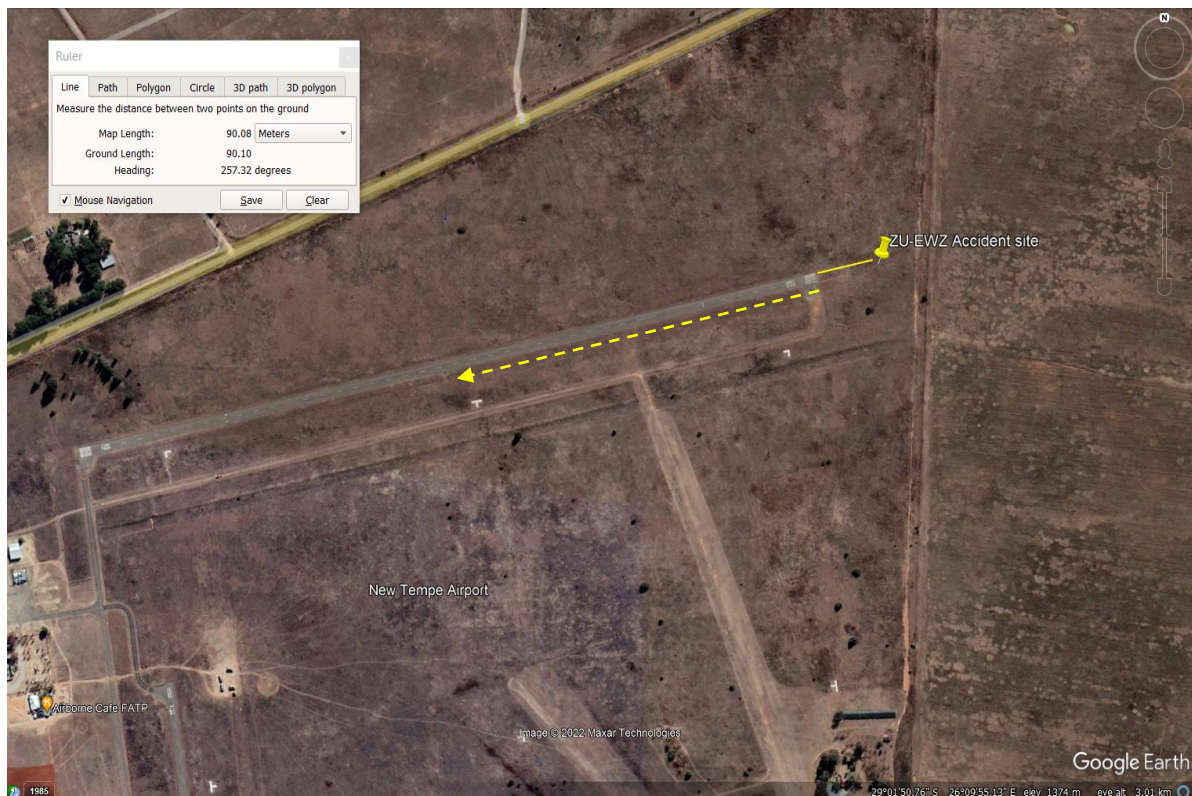 Ruler
Line Path Polygon Circle 3D path 3D polygon
Measure the distance between two points on the ground
Map Length: 90.08 Meters
Ground Length: 90.10
Heading: 257.32 degrees
Mouse Navigation Save Clear
N
ZU-EWZ Accident site
New Tempe Airport
Airborne Cafe FATP
Image © 2022 Maxar Technologies
Google Earth
1985
29°01'50.76" S 26°09'55.13" E elev 1374 m eye alt 3.01 km